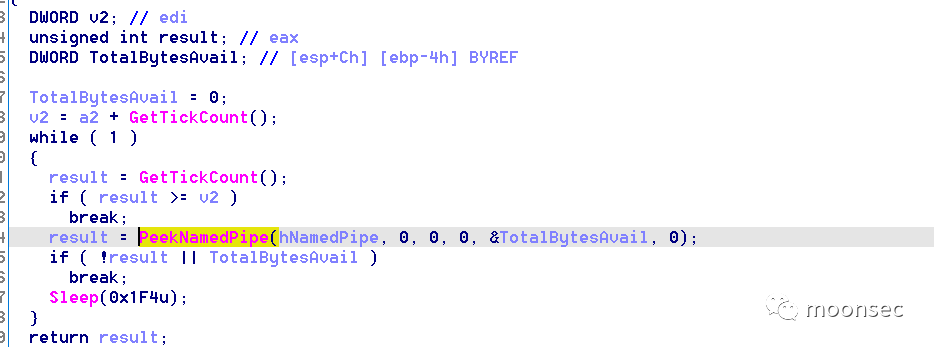 {
DWORD v2; // edi
unsigned int result; // eax
DWORD TotalBytesAvail; // [esp+Ch] [ebp-4h] BYREF
TotalBytesAvail = 0;
v2 = a2 + GetTickCount();
while ( 1 )
{
result = GetTickCount();
if ( result >= v2 )
break;
result = PeekNamedPipe(hNamedPipe, 0, 0, 0, &TotalBytesAvail, 0);
if ( !result || TotalBytesAvail )
break;
Sleep(0x1F4u);
}
return result;
moonsec